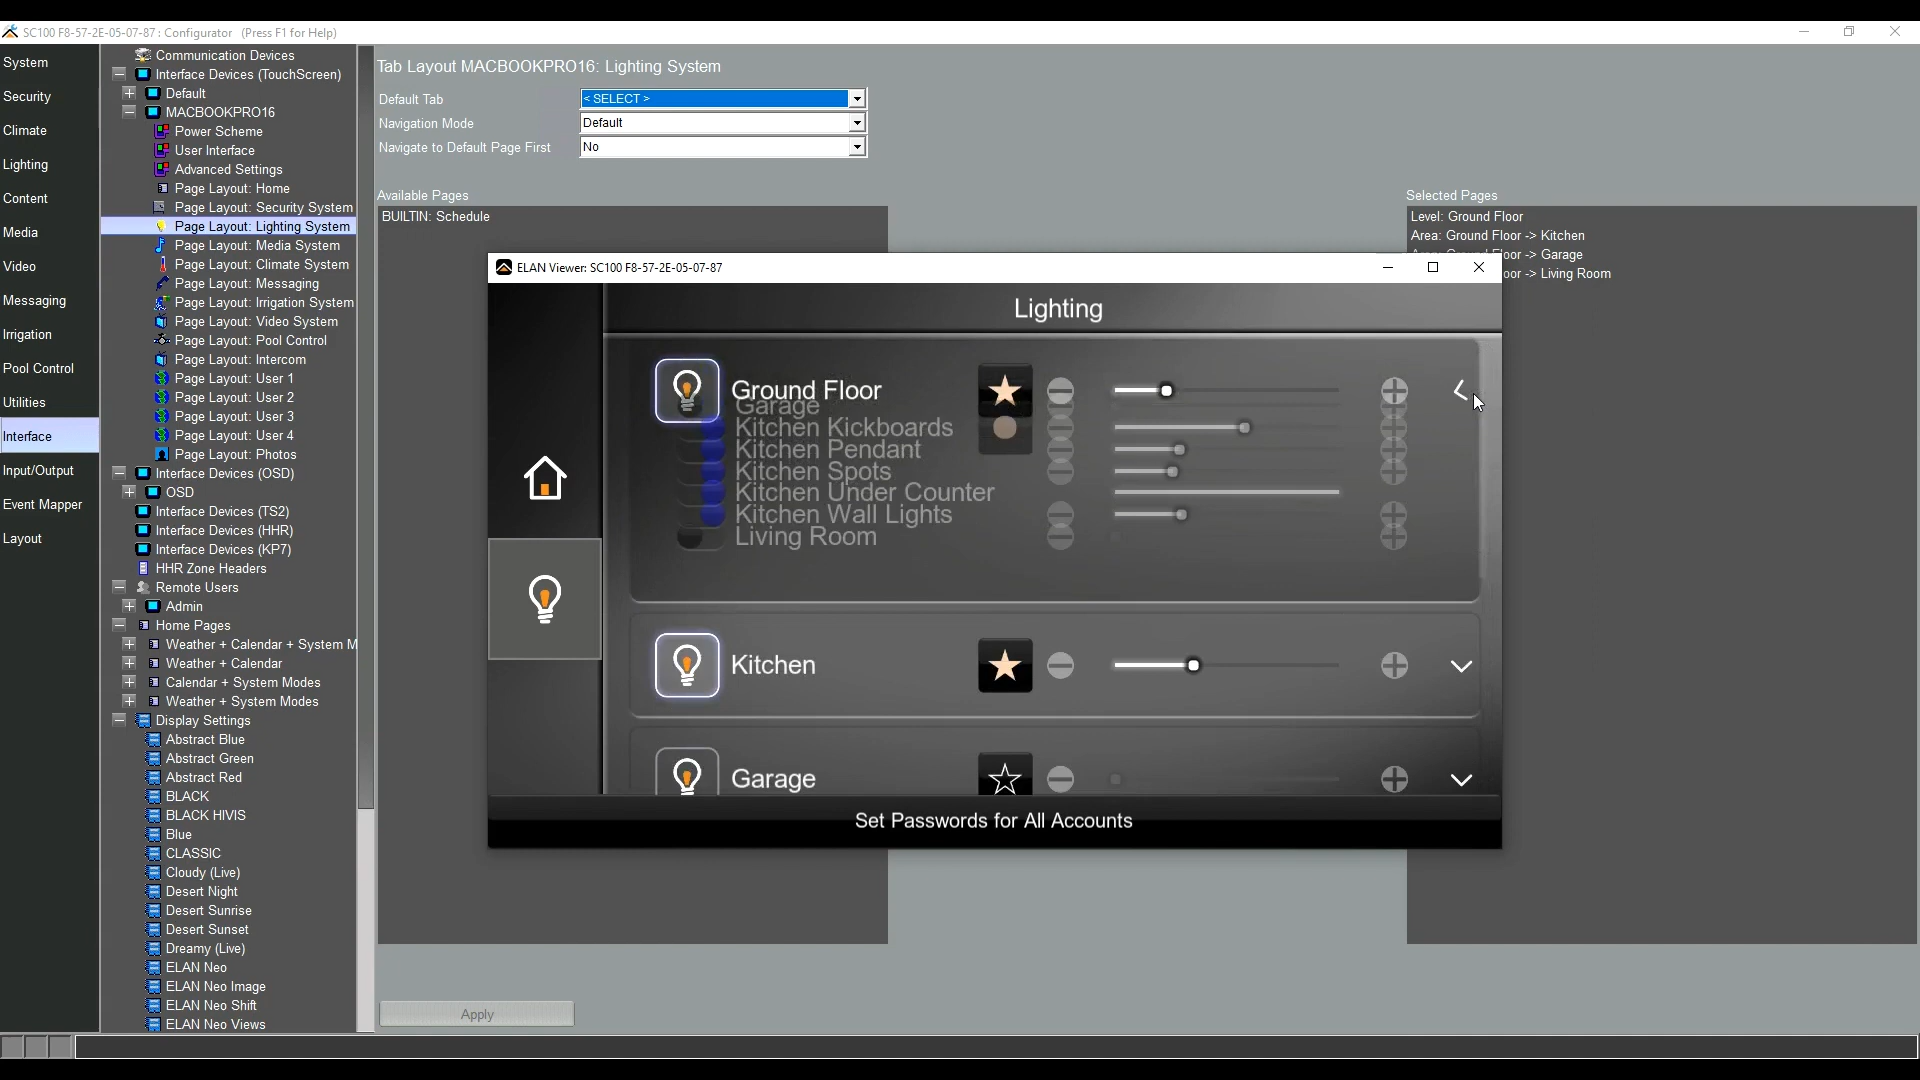 SC100 F8-57-2E-05-07-87 : Configurator (Press F1 for Help)
System
Security
Climate
Lighting
Content
Media
Video
Messaging
Irrigation
Pool Control
Utilities
Interface
Input/Output
Event Mapper
Layout
Communication Devices
Interface Devices (TouchScreen)
Default
MACBOOKPRO16
Power Scheme
User Interface
Advanced Settings
Page Layout: Home
Page Layout: Security System
Page Layout: Lighting System
Page Layout: Media System
Page Layout: Climate System
Page Layout: Messaging
Page Layout: Irrigation System
Page Layout: Video System
Page Layout: Pool Control
Page Layout: Intercom
Page Layout: User 1
Page Layout: User 2
Page Layout: User 3
Page Layout: User 4
Page Layout: Photos
Interface Devices (OSD)
OSD
Interface Devices (TS2)
Interface Devices (HHR)
Interface Devices (KP7)
HHR Zone Headers
Remote Users
Admin
Home Pages
Weather + Calendar + System M
Weather + Calendar
Calendar + System Modes
Weather + System Modes
Display Settings
Abstract Blue
Abstract Green
Abstract Red
BLACK
BLACK HIVIS
Blue
CLASSIC
Cloudy (Live)
Desert Night
Desert Sunrise
Desert Sunset
Dreamy (Live)
ELAN Neo
ELAN Neo Image
ELAN Neo Shift
ELAN Neo Views
Tab Layout MACBOOKPRO16: Lighting System
Default Tab < SELECT >
Navigation Mode Default
Navigate to Default Page First No
Available Pages
BUILTIN: Schedule
Selected Pages
Level: Ground Floor
Area: Ground Floor -> Kitchen
oor -> Garage
oor -> Living Room
ELAN Viewer: SC100 F8-57-2E-05-07-87
Lighting
Ground Floor
Garage
Kitchen Kickboards
Kitchen Pendant
Kitchen Spots
Kitchen Under Counter
Kitchen Wall Lights
Living Room
Kitchen
Garage
Set Passwords for All Accounts
Apply